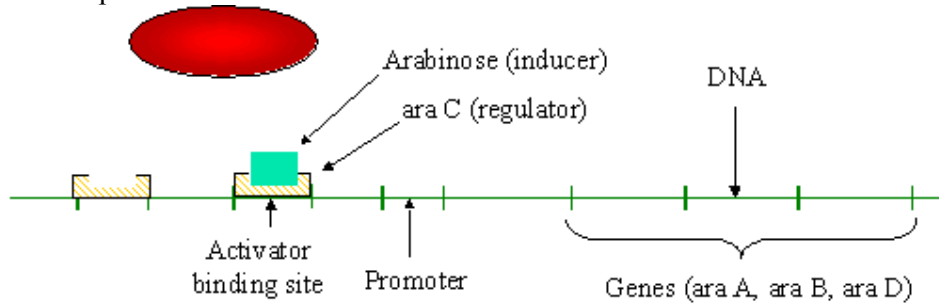 Arabinose (inducer)
ara C (regulator)
DNA
Activator
binding site
Promoter
Genes (ara A, ara B, ara D)